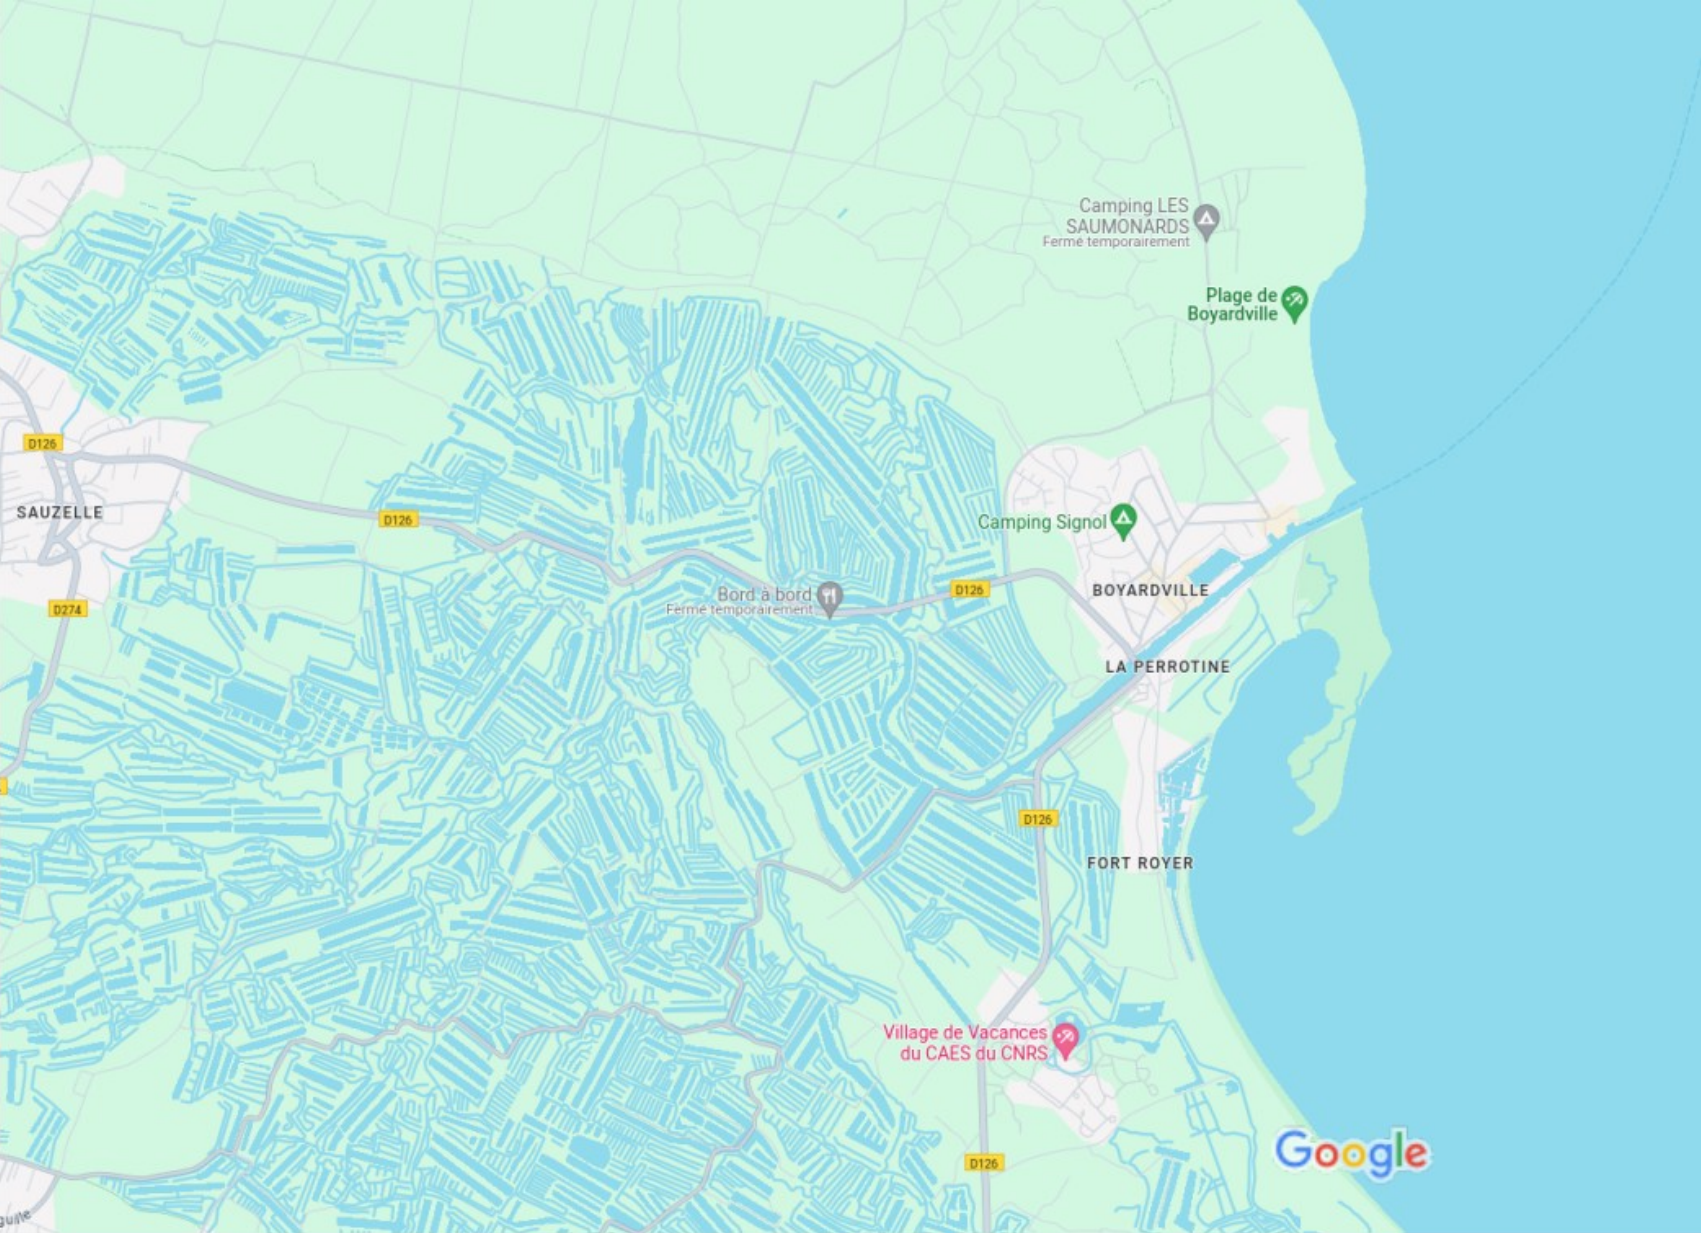 Camping LES
SAUMONARDS
Fermé temporairement
Plage de
Boyardville
D126
SAUZELLE
D126
Camping Signol
D274
Bord à bord
Fermé temporairement
D126
BOYARDVILLE
LA PERROTINE
D126
FORT ROYER
Village de Vacances
du CAES du CNRS
Google
D126